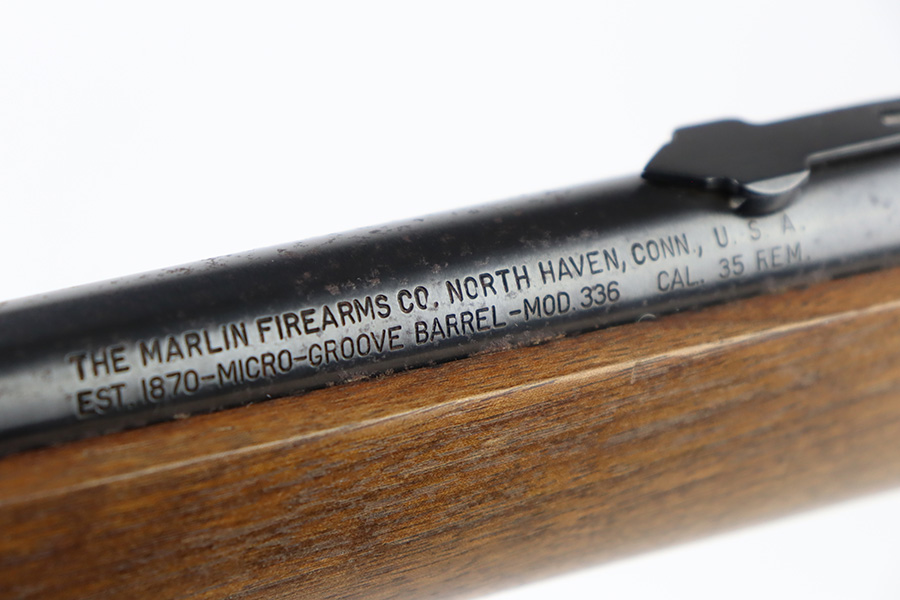 THE MARLIN FIREARMS CO. NORTH HAVEN, CONN., U. S. A.
EST. 1870-MICRO-GROOVE BARREL-MOD. 336 CAL. 35 REM.